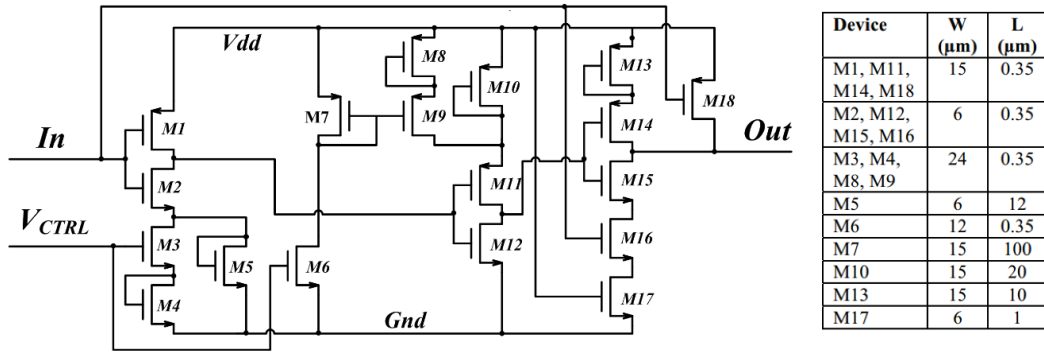 Vdd
M8
M10
M13
M18
M7
M9
M14
Out
In
M1
M2
M11
M15
VCTRL
M3
M5
M6
M12
M16
M4
M17
Gnd
Device W (µm) L (µm)
M1, M11, M14, M18 15 0.35
M2, M12, M15, M16 6 0.35
M3, M4, M8, M9 24 0.35
M5 6 12
M6 12 0.35
M7 15 100
M10 15 20
M13 15 10
M17 6 1